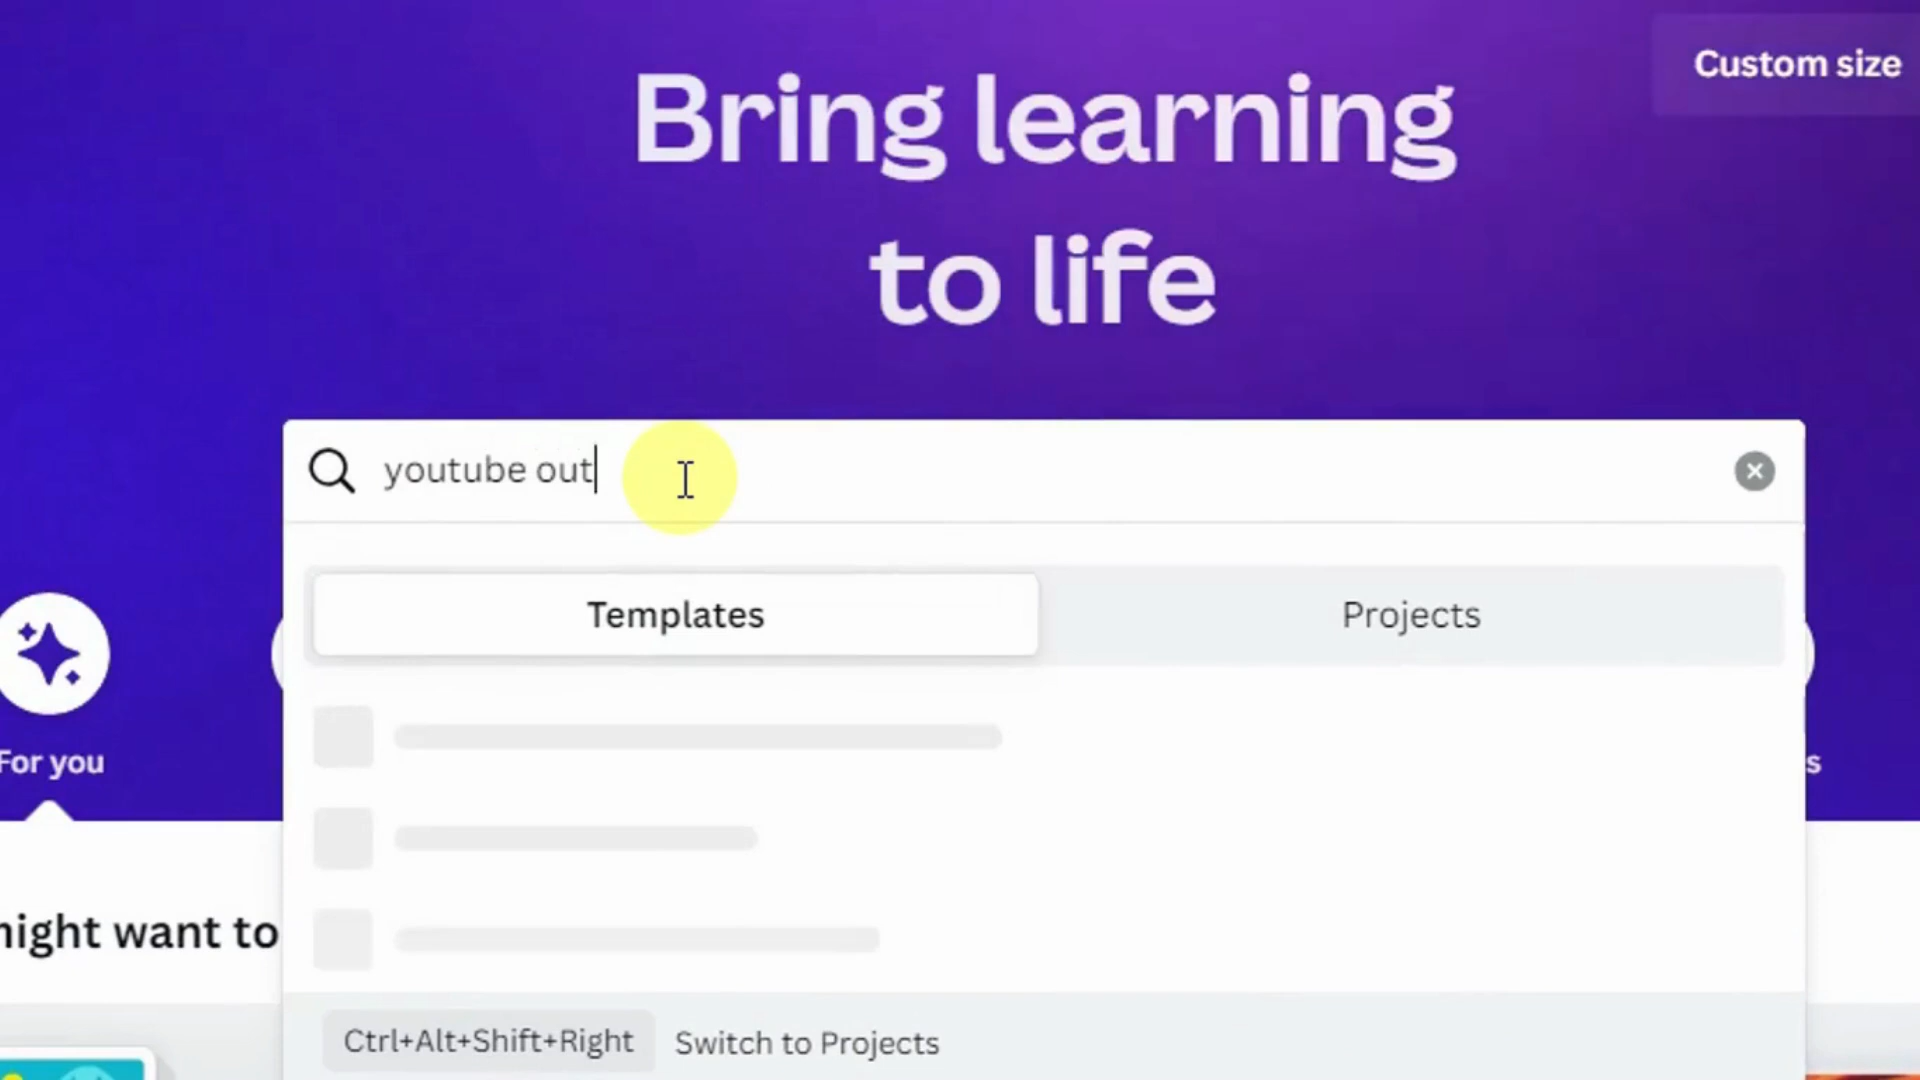 Custom size
Bring learning
to life
youtube out
Templates
Projects
For you
s
night want to
Ctrl+Alt+Shift+Right
Switch to Projects